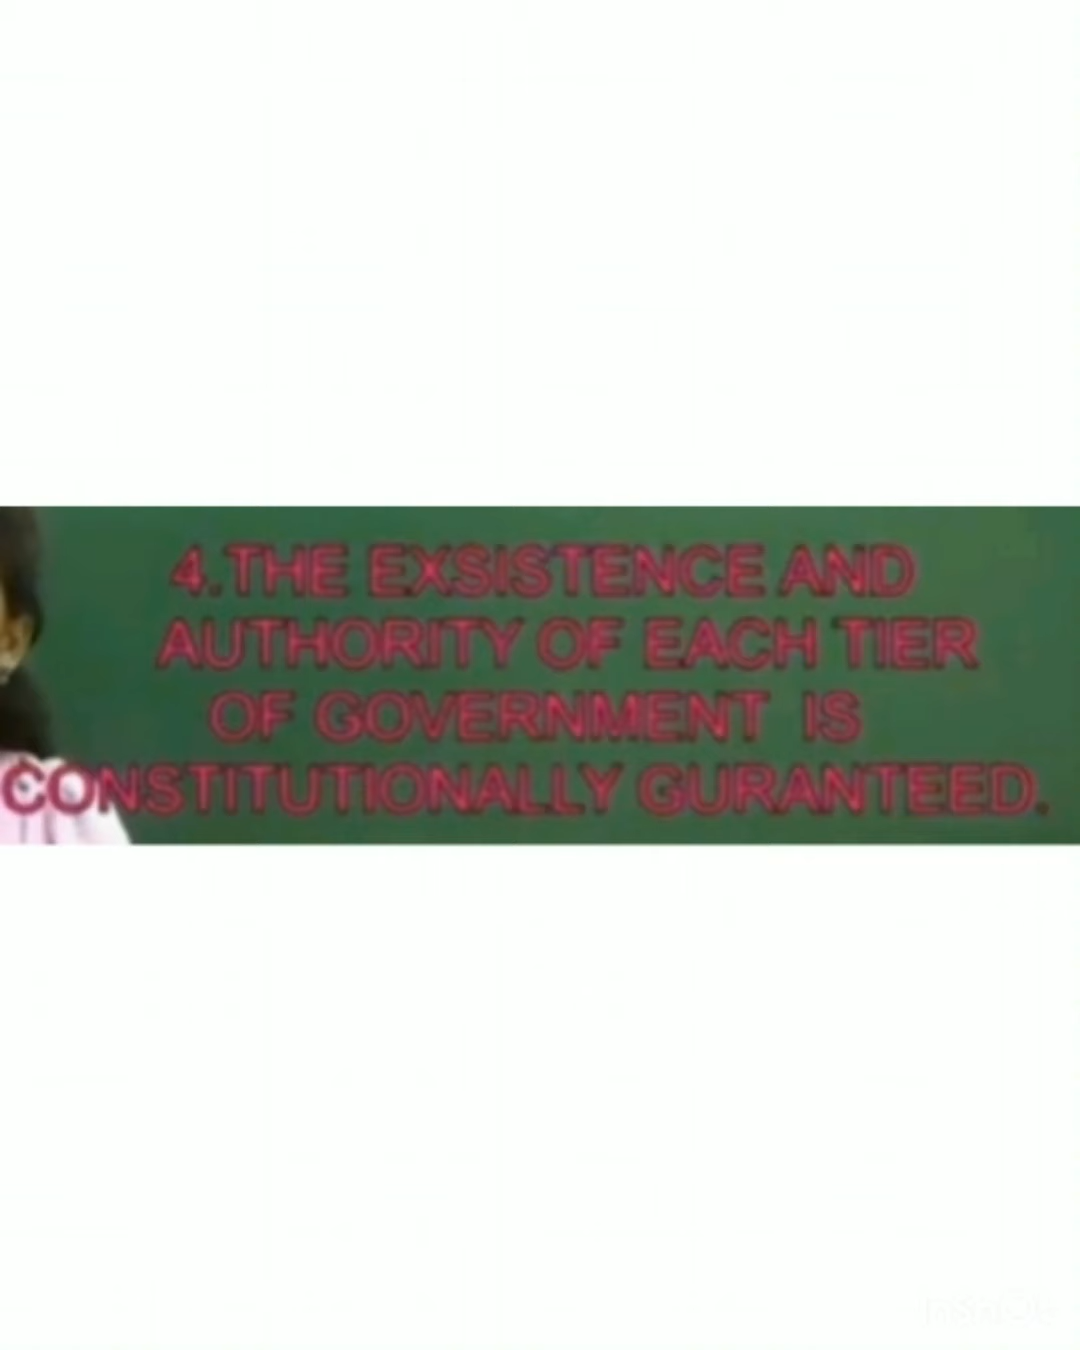 4.THE EXSISTENCE AND
AUTHORITY OF EACH TIER
OF GOVERNMENT IS
CONSTITUTIONALLY GURANTEED.